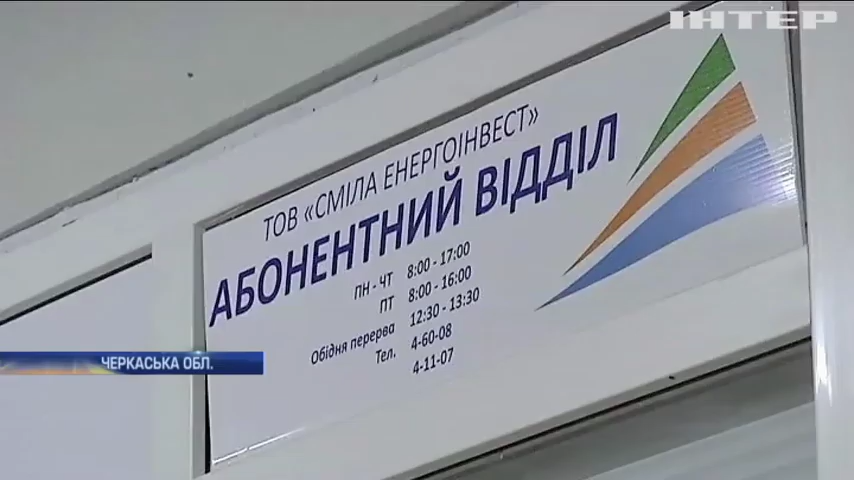 ІНТЕР
ТОВ «СМІЛА ЕНЕРГОІНВЕСТ»
АБОНЕНТНИЙ ВІДДІЛ
ПН - ЧТ 8:00 - 17:00
ПТ 8:00 - 16:00
Обідня перерва 12:30 - 13:30
Тел. 4-60-08
4-11-07
ЧЕРКАСЬКА ОБЛ.